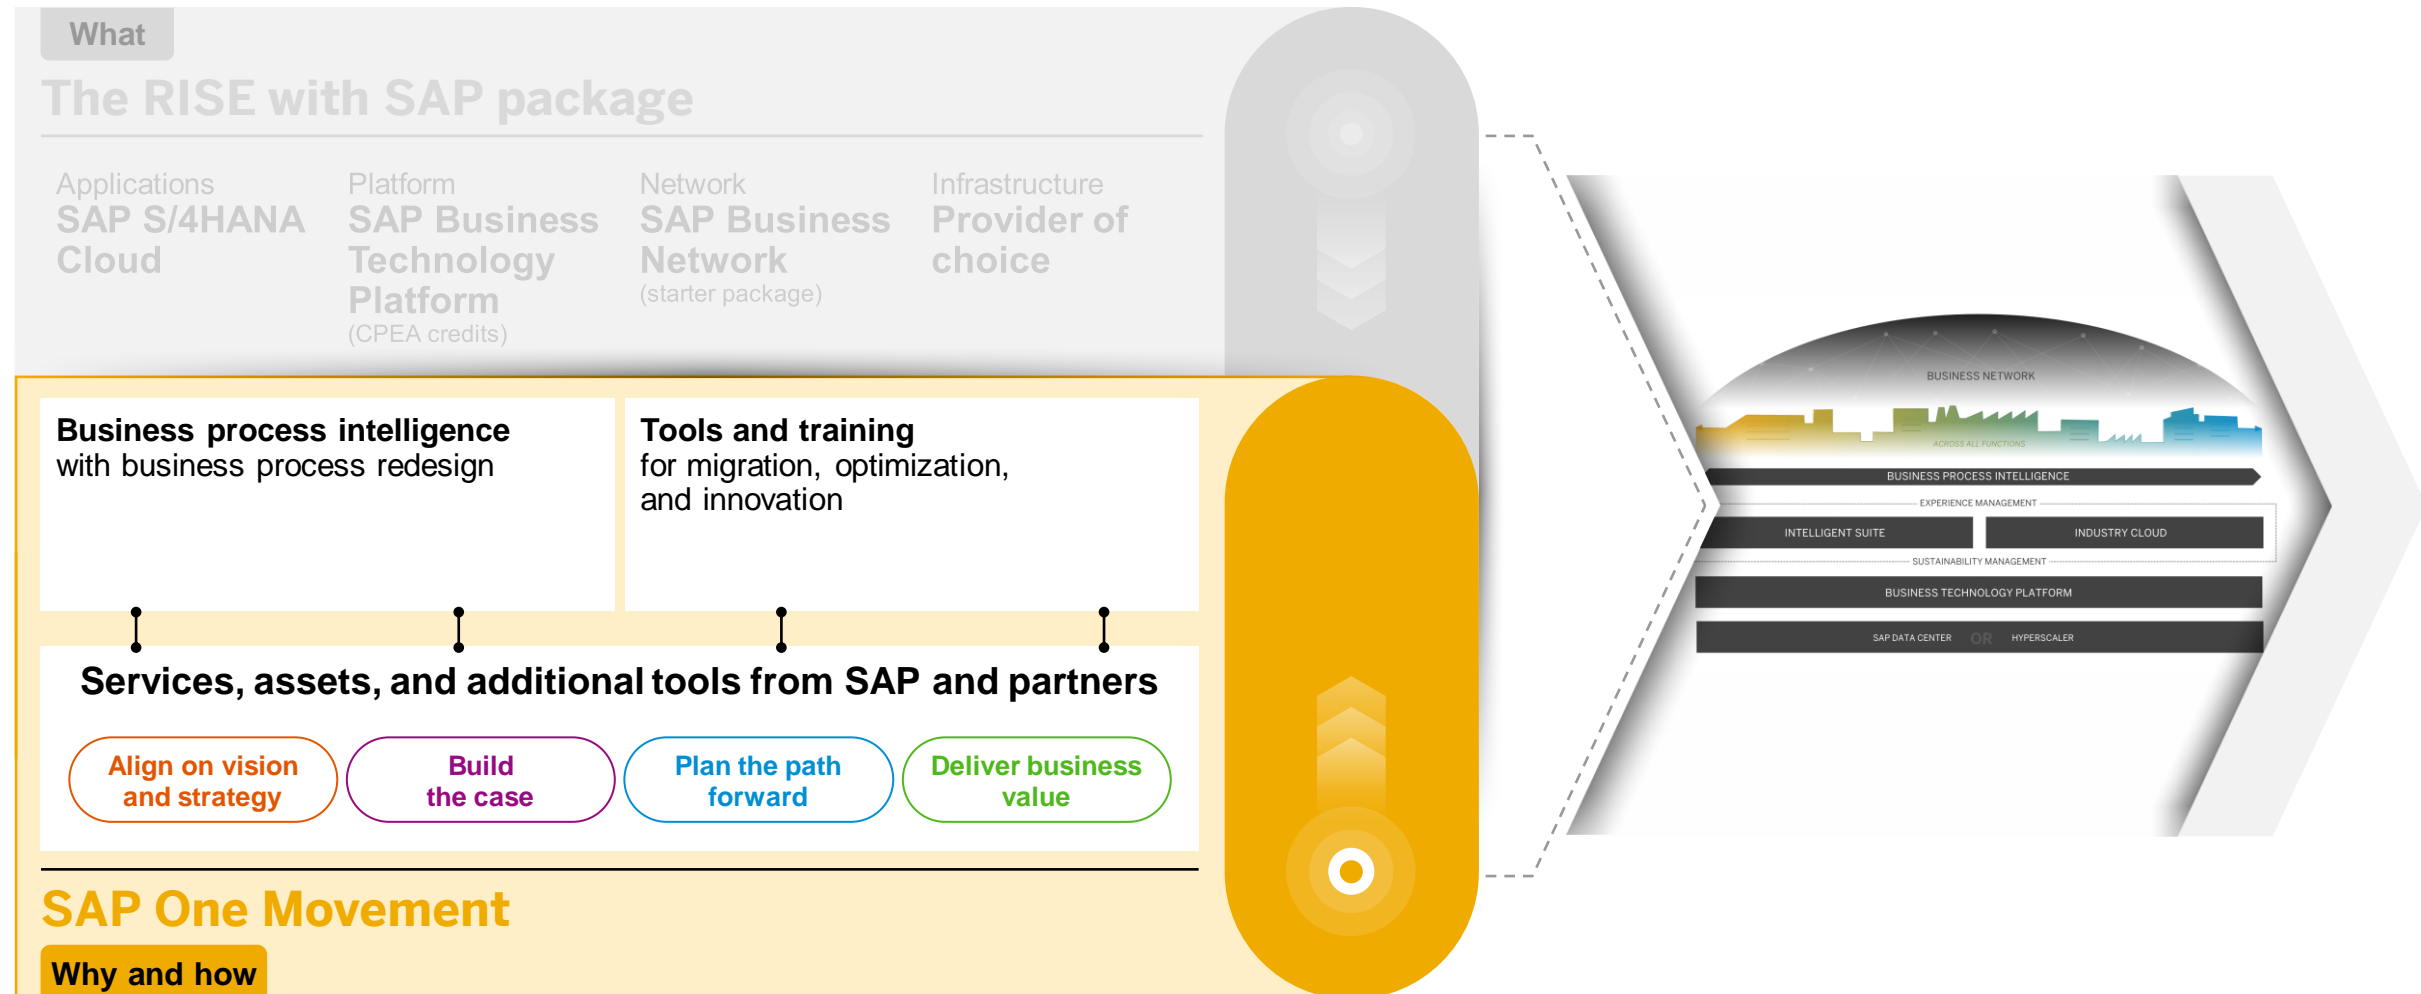 What
The RISE with SAP package
Applications
SAP S/4HANA
Cloud
Platform
SAP Business
Technology
Platform
(CPEA credits)
Network
SAP Business
Network
(starter package)
Infrastructure
Provider of
choice
Business process intelligence
with business process redesign
Tools and training
for migration, optimization,
and innovation
Services, assets, and additional tools from SAP and partners
Align on vision
and strategy
Build
the case
Plan the path
forward
Deliver business
value
SAP One Movement
Why and how
BUSINESS NETWORK
ACROSS ALL FUNCTIONS
BUSINESS PROCESS INTELLIGENCE
EXPERIENCE MANAGEMENT
INTELLIGENT SUITE
INDUSTRY CLOUD
SUSTAINABILITY MANAGEMENT
BUSINESS TECHNOLOGY PLATFORM
SAP DATA CENTER OR HYPERSCALER